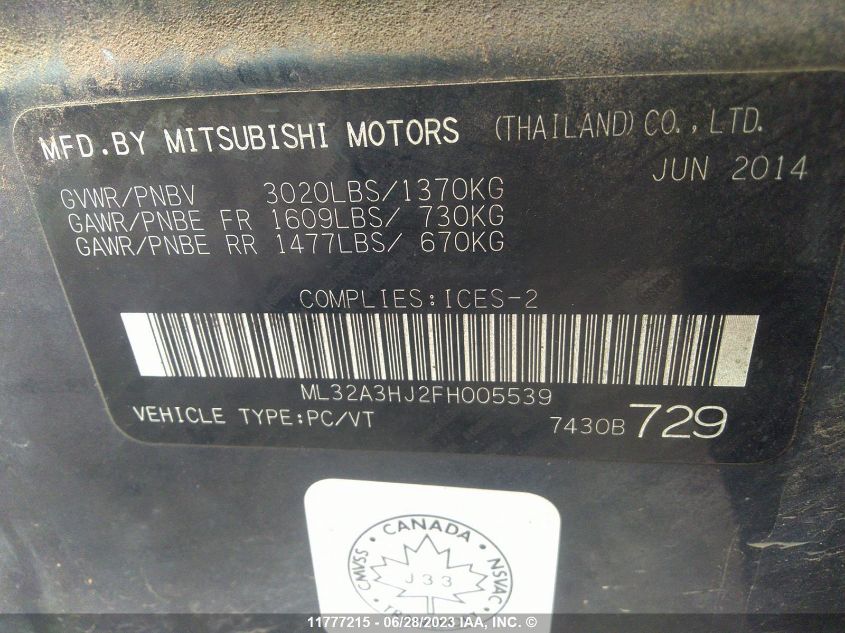 MFD.BY MITSUBISHI MOTORS (THAILAND)CO.,LTD.
JUN 2014
GVWR/PNBV 3020LBS/1370KG
GAWR/PNBE FR 1609LBS/ 730KG
GAWR/PNBE RR 1477LBS/ 670KG
COMPLIES:ICES-2
ML32A3HJ2FH005539
VEHICLE TYPE:PC/VT 7430B 729
CANADA
CMVSS J33 NSVAC
11777215 - 06/28/2023 IAA, Inc.